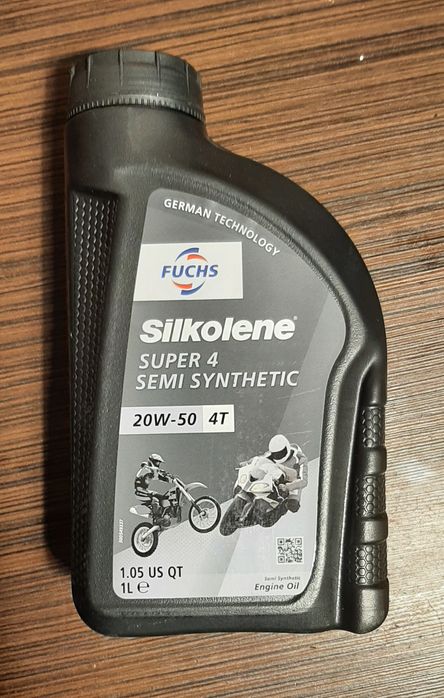 GERMAN TECHNOLOGY
FUCHS
Silkolene®
SUPER 4
SEMI SYNTHETIC
20W-50 4T
1.05 US QT
1L ℮
Semi Synthetic
Engine Oil